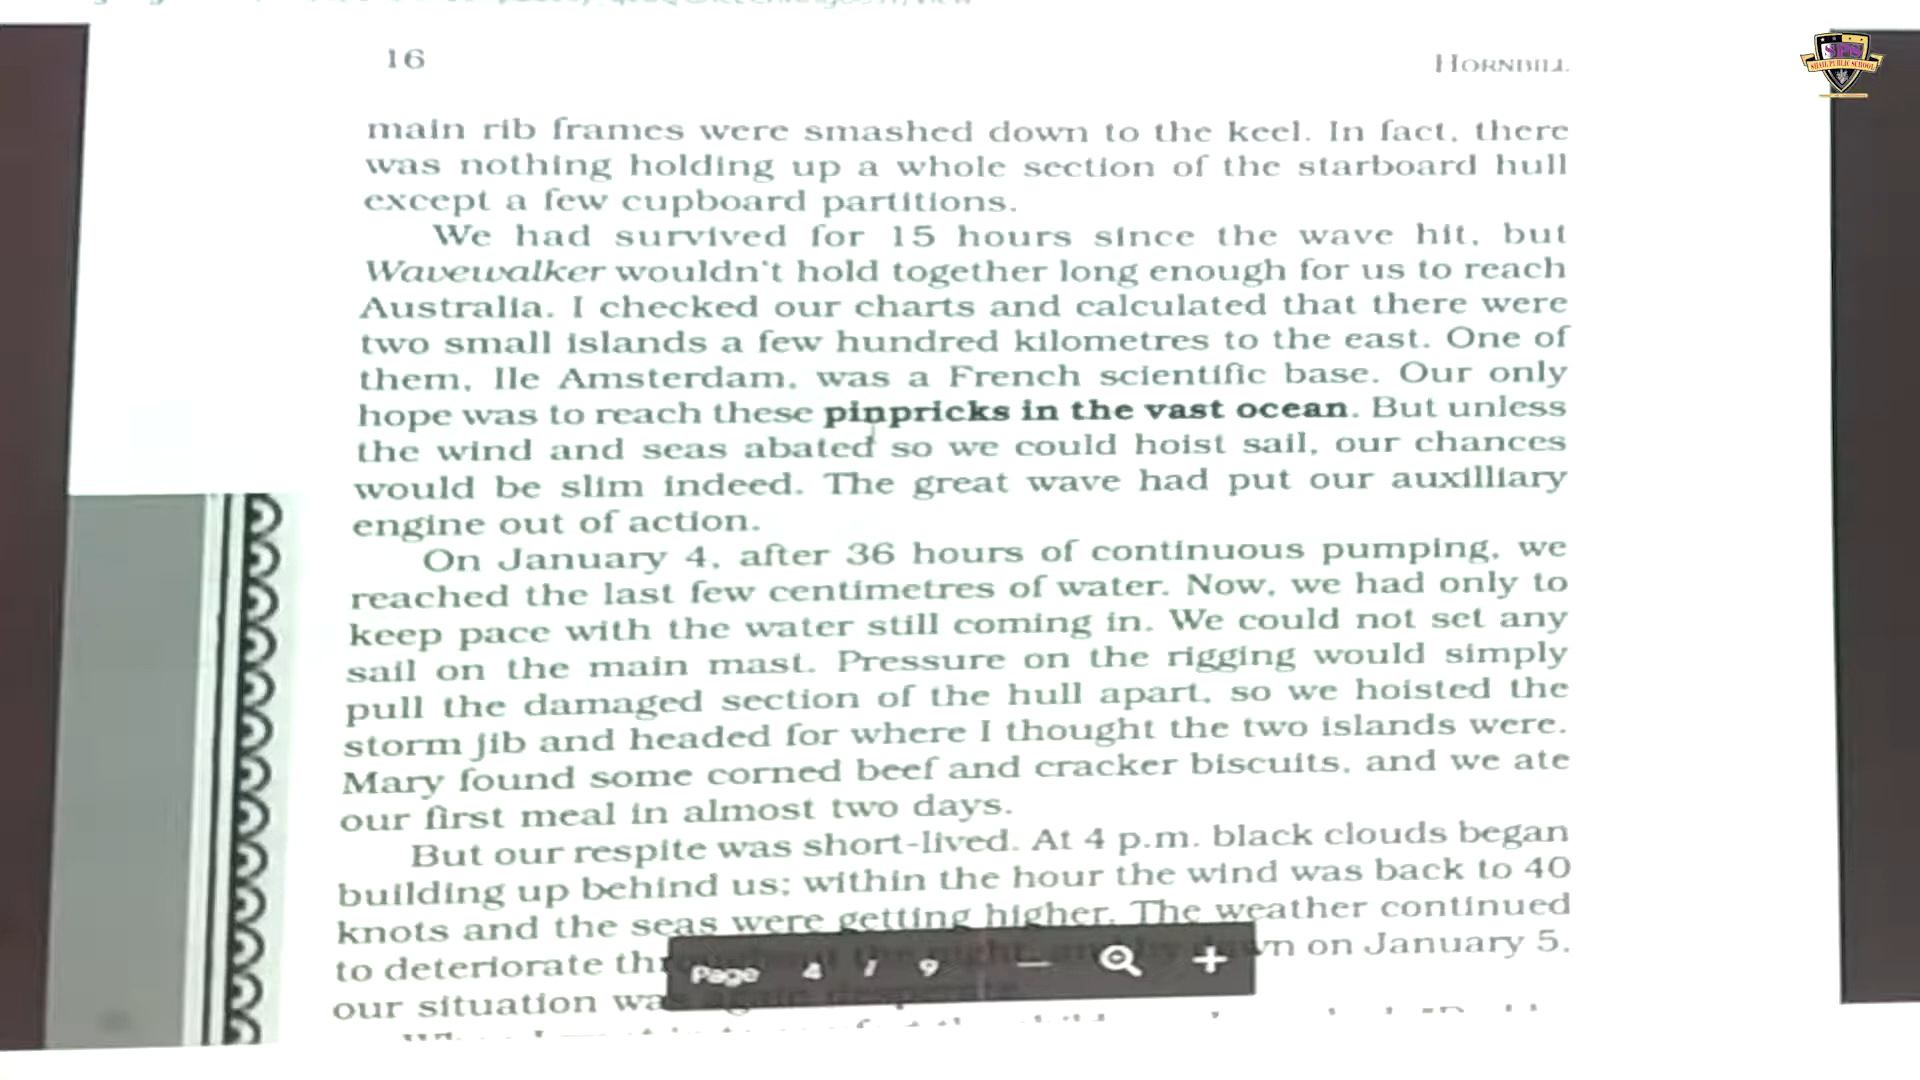 16
HORNBILL
SPS
SHAH PUBLIC SCHOOL
main rib frames were smashed down to the keel. In fact, there
was nothing holding up a whole section of the starboard hull
except a few cupboard partitions.
We had survived for 15 hours since the wave hit, but
Wavewalker wouldn't hold together long enough for us to reach
Australia. I checked our charts and calculated that there were
two small islands a few hundred kilometres to the east. One of
them, Ile Amsterdam, was a French scientific base. Our only
hope was to reach these pinpricks in the vast ocean. But unless
the wind and seas abated so we could hoist sail, our chances
would be slim indeed. The great wave had put our auxilliary
engine out of action.
On January 4, after 36 hours of continuous pumping, we
reached the last few centimetres of water. Now, we had only to
keep pace with the water still coming in. We could not set any
sail on the main mast. Pressure on the rigging would simply
pull the damaged section of the hull apart, so we hoisted the
storm jib and headed for where I thought the two islands were.
Mary found some corned beef and cracker biscuits, and we ate
our first meal in almost two days.
But our respite was short-lived. At 4 p.m. black clouds began
building up behind us; within the hour the wind was back to 40
knots and the seas were getting higher. The weather continued
to deteriorate throughout the night, and by dawn on January 5,
our situation was again desperate.
Page 4 / 9